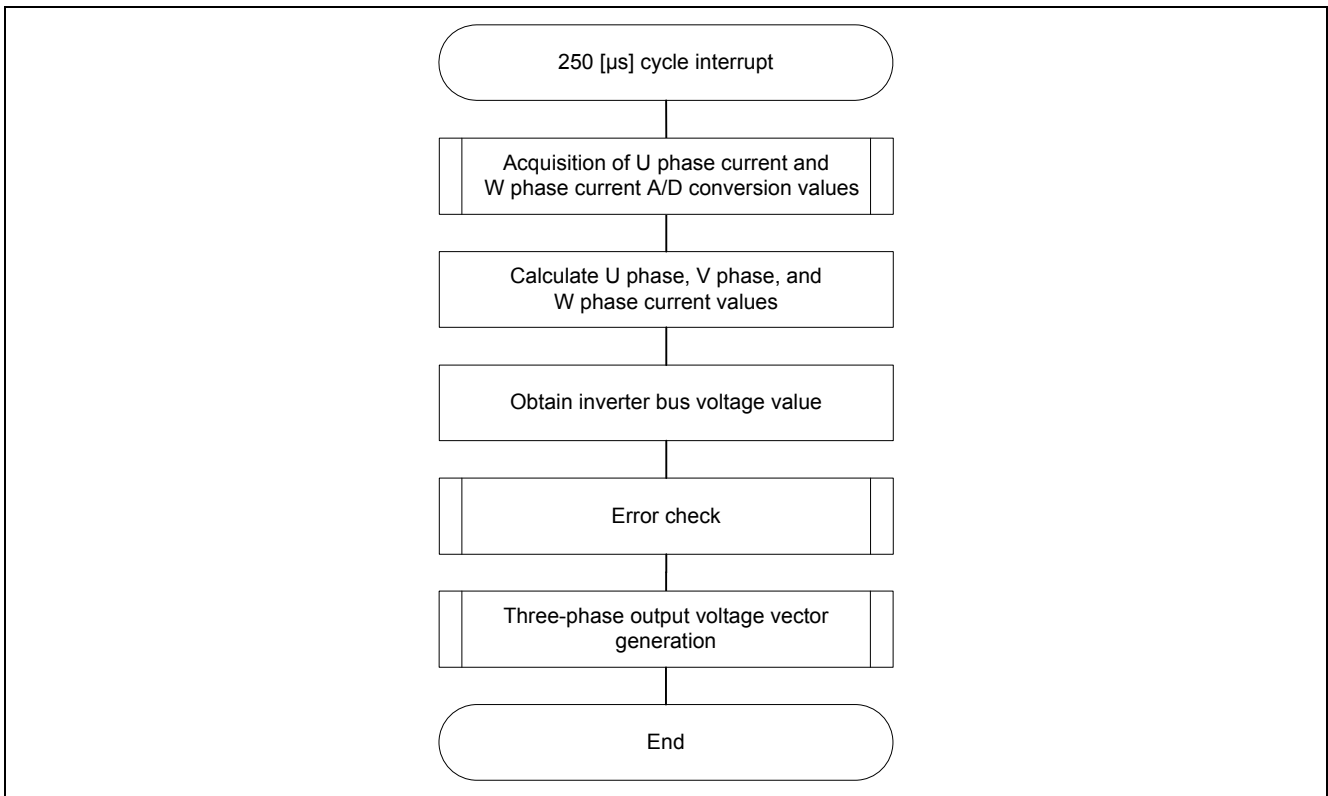 250 [µs] cycle interrupt
Acquisition of U phase current and
W phase current A/D conversion values
Calculate U phase, V phase, and
W phase current values
Obtain inverter bus voltage value
Error check
Three-phase output voltage vector
generation
End